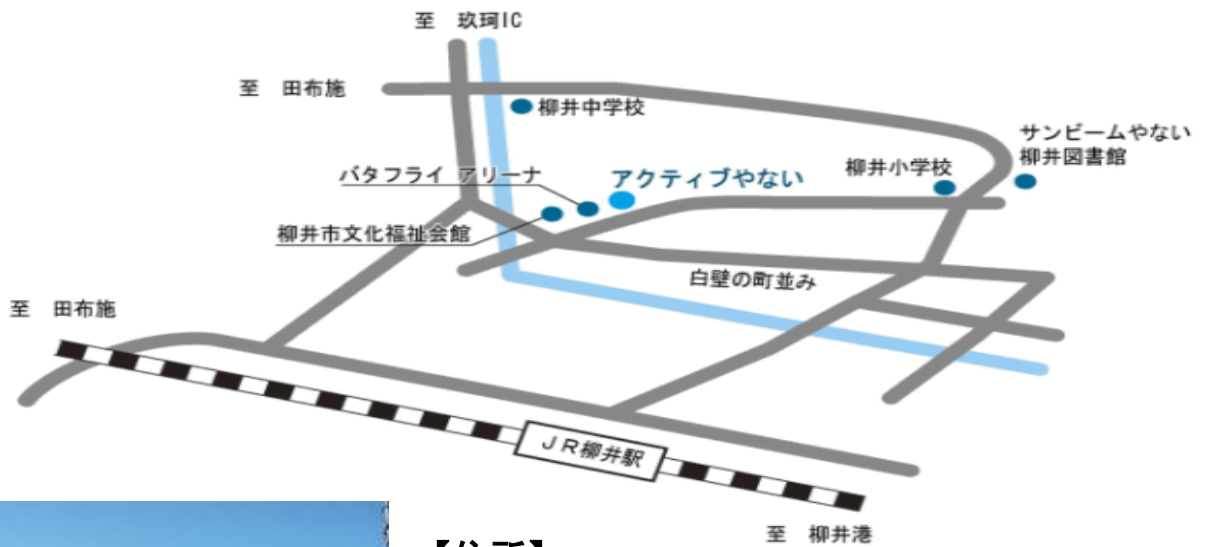 至　玖珂IC
至　田布施
柳井中学校
サンビームやない
柳井図書館
柳井小学校
バタフライ アリーナ
アクティブやない
柳井市文化福祉会館
白壁の町並み
至　田布施
ＪＲ柳井駅
至　柳井港